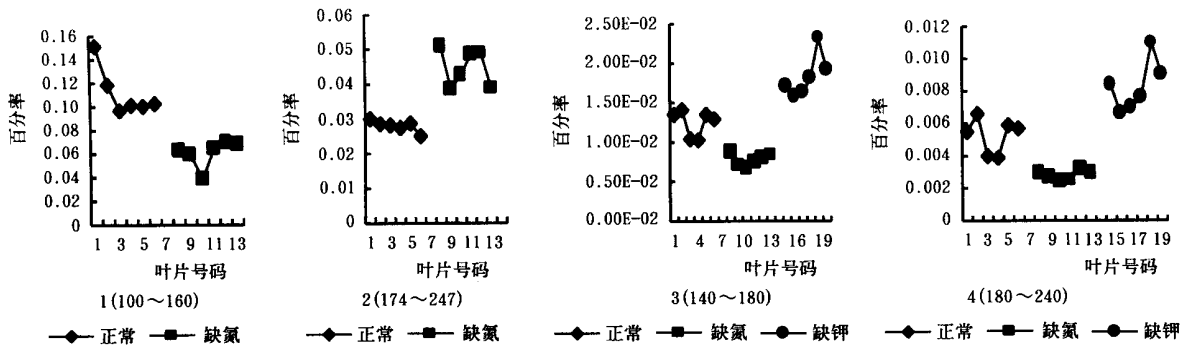 百分率
0.16
0.14
0.12
0.10
0.08
0.06
0.04
0.02
0
1 3 5 7 9 11 13
叶片号码
1(100~160)
正常 缺氮
百分率
0.06
0.05
0.04
0.03
0.02
0.01
0
1 3 5 7 9 11 13
叶片号码
2(174~247)
正常 缺氮
百分率
2.50E-02
2.00E-02
1.50E-02
1.00E-02
0.50E-02
0.00E-02
1 4 7 10 13 16 19
叶片号码
3(140~180)
正常 缺氮 缺钾
百分率
0.012
0.010
0.008
0.006
0.004
0.002
0
1 3 5 7 9 11 13 15 17 19
叶片号码
4(180~240)
正常 缺氮 缺钾